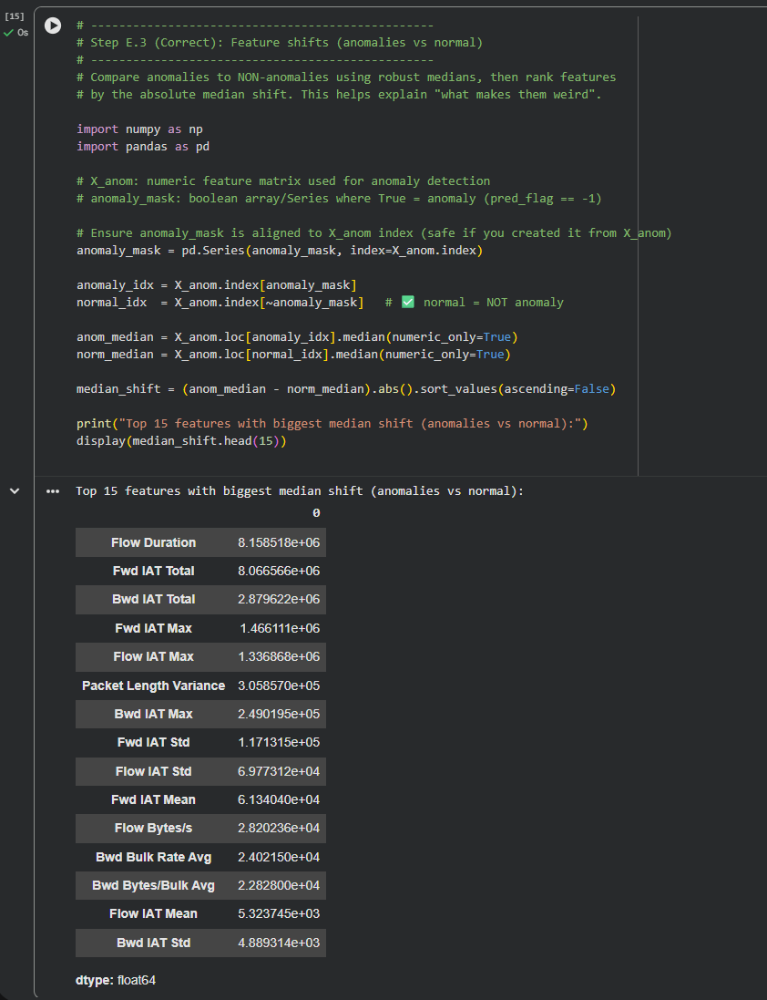 [15]
0s
# ------------------------------------------------
# Step E.3 (Correct): Feature shifts (anomalies vs normal)
# ------------------------------------------------
# Compare anomalies to NON-anomalies using robust medians, then rank features
# by the absolute median shift. This helps explain "what makes them weird".
import numpy as np
import pandas as pd
# X_anom: numeric feature matrix used for anomaly detection
# anomaly_mask: boolean array/Series where True = anomaly (pred_flag == -1)
# Ensure anomaly_mask is aligned to X_anom index (safe if you created it from X_anom)
anomaly_mask = pd.Series(anomaly_mask, index=X_anom.index)
anomaly_idx = X_anom.index[anomaly_mask]
normal_idx  = X_anom.index[~anomaly_mask]   # ✅ normal = NOT anomaly
anom_median = X_anom.loc[anomaly_idx].median(numeric_only=True)
norm_median = X_anom.loc[normal_idx].median(numeric_only=True)
median_shift = (anom_median - norm_median).abs().sort_values(ascending=False)
print("Top 15 features with biggest median shift (anomalies vs normal):")
display(median_shift.head(15))
Top 15 features with biggest median shift (anomalies vs normal):
0
Flow Duration 8.158518e+06
Fwd IAT Total 8.066566e+06
Bwd IAT Total 2.879622e+06
Fwd IAT Max 1.466111e+06
Flow IAT Max 1.336868e+06
Packet Length Variance 3.058570e+05
Bwd IAT Max 2.490195e+05
Fwd IAT Std 1.171315e+05
Flow IAT Std 6.977312e+04
Fwd IAT Mean 6.134040e+04
Flow Bytes/s 2.820236e+04
Bwd Bulk Rate Avg 2.402150e+04
Bwd Bytes/Bulk Avg 2.282800e+04
Flow IAT Mean 5.323745e+03
Bwd IAT Std 4.889314e+03
dtype: float64